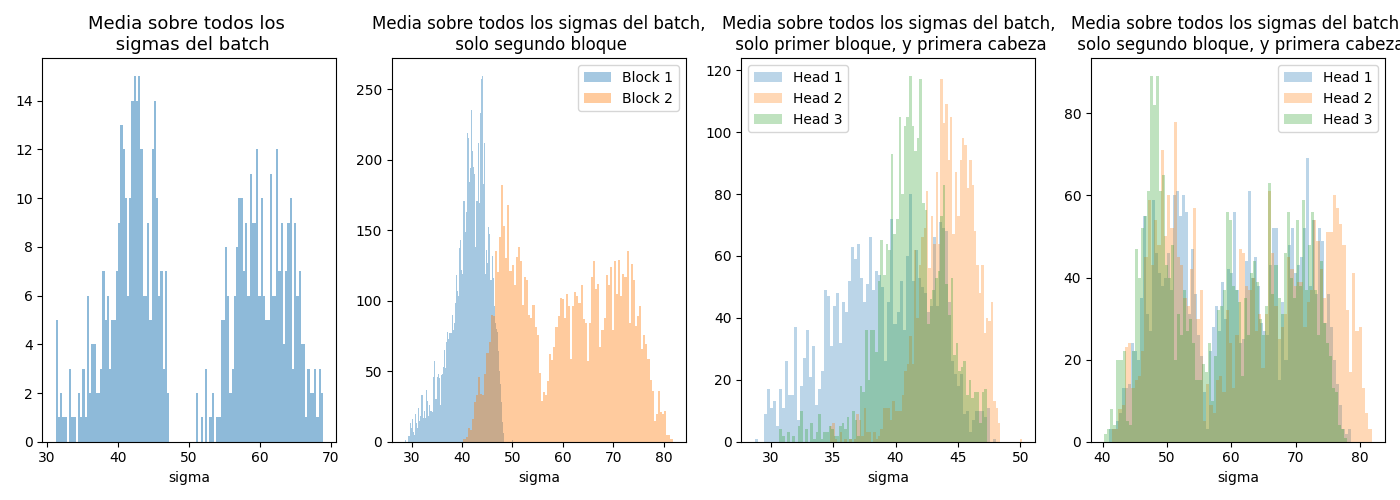 Media sobre todos los
sigmas del batch
14
12
10
8
6
4
2
0
30
40
50
60
70
sigma
Media sobre todos los sigmas del batch,
solo segundo bloque
Block 1
Block 2
250
200
150
100
50
0
30
40
50
60
70
80
sigma
Media sobre todos los sigmas del batch,
solo primer bloque, y primera cabeza
Head 1
Head 2
Head 3
120
100
80
60
40
20
0
30
35
40
45
50
sigma
Media sobre todos los sigmas del batch,
solo segundo bloque, y primera cabeza
Head 1
Head 2
Head 3
80
60
40
20
0
40
50
60
70
80
sigma